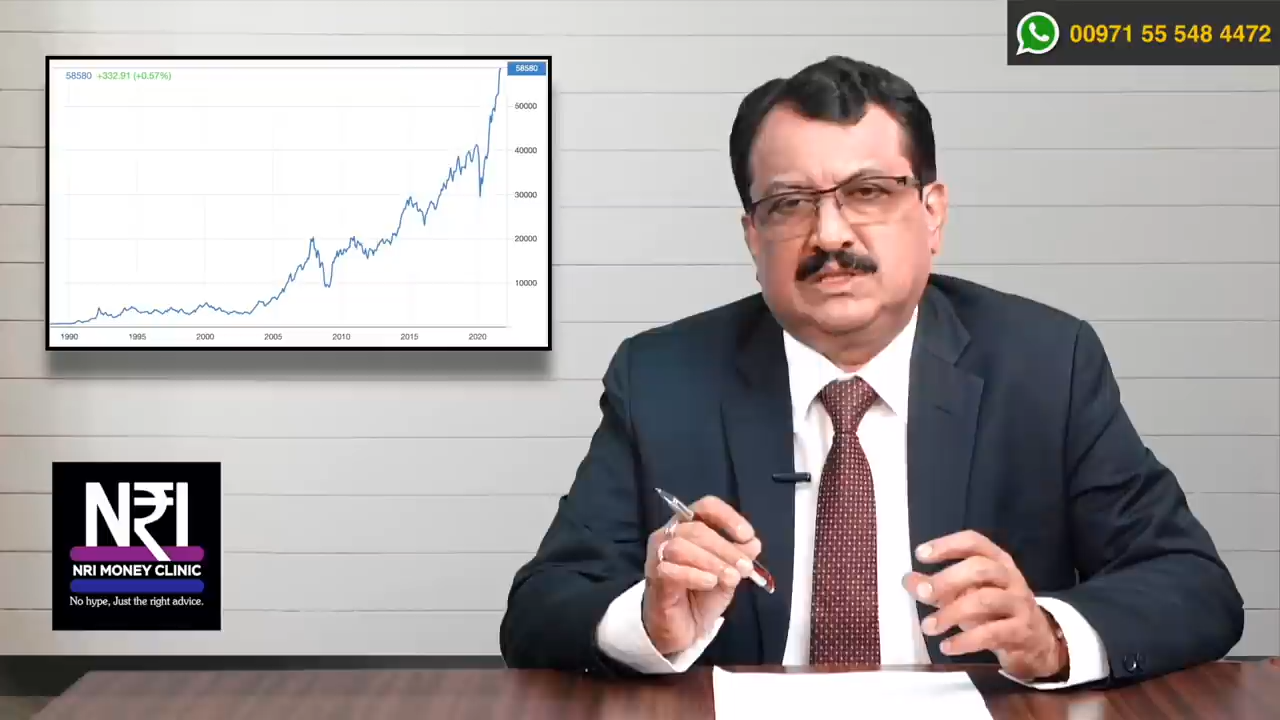 00971 55 548 4472
58580 +332.91 (+0.57%)
58580
50000
40000
30000
20000
10000
1990 1995 2000 2005 2010 2015 2020
N₹I
NRI MONEY CLINIC
No hype, Just the right advice.